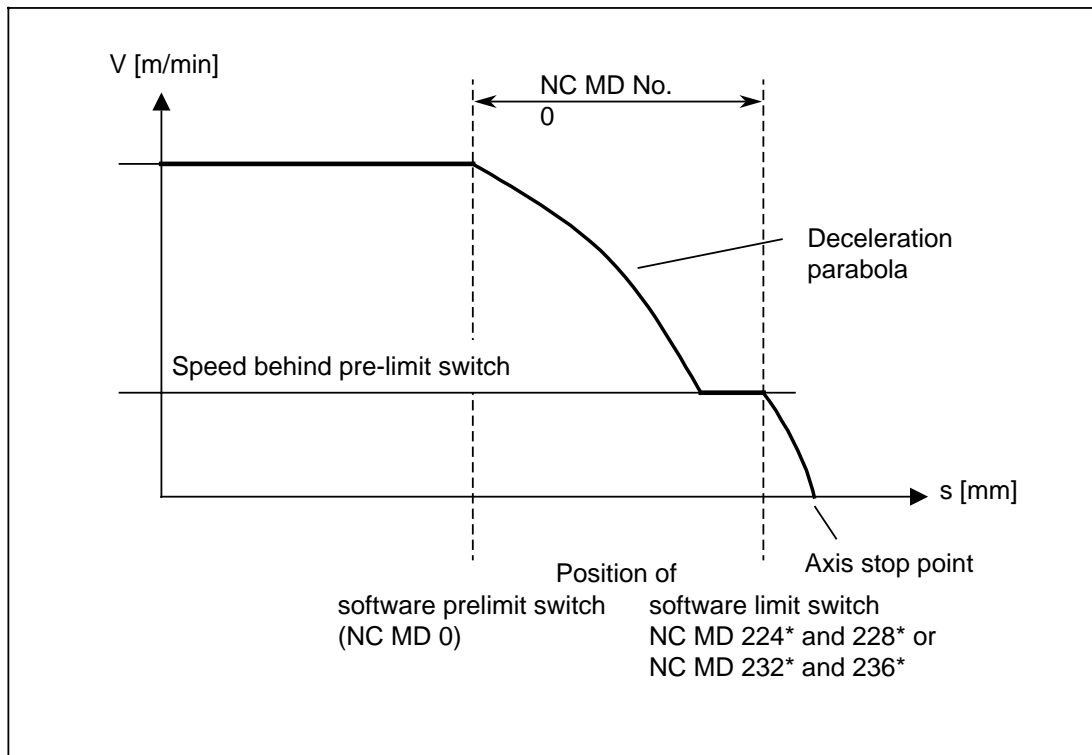 V [m/min]
NC MD No.
0
Deceleration
parabola
Speed behind pre-limit switch
s [mm]
Axis stop point
Position of
software prelimit switch
(NC MD 0)
software limit switch
NC MD 224* and 228* or
NC MD 232* and 236*